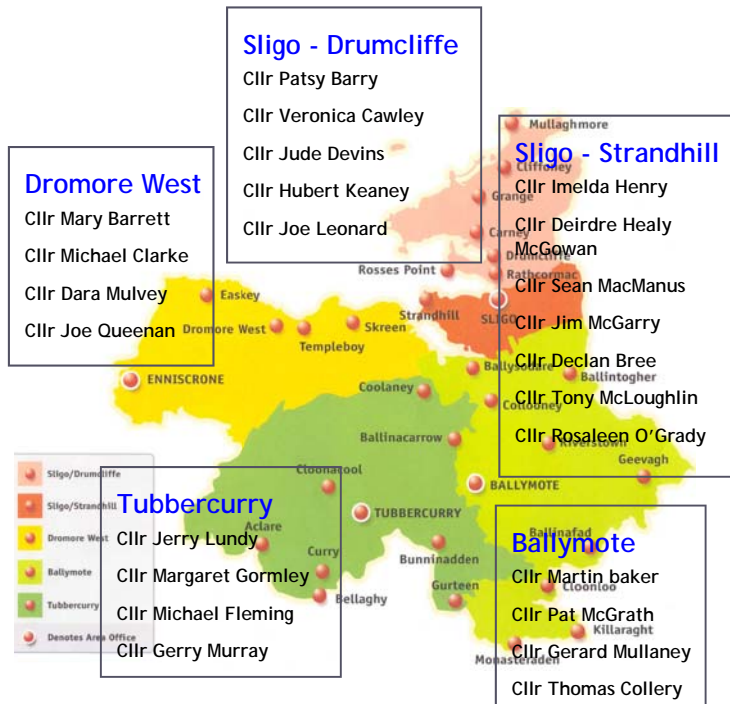 Sligo - Drumcliffe
Cllr Patsy Barry
Cllr Veronica Cawley
Cllr Jude Devins
Cllr Hubert Keaney
Cllr Joe Leonard
Sligo - Strandhill
Cllr Imelda Henry
Cllr Deirdre Healy
McGowan
Cllr Sean MacManus
Cllr Jim McGarry
Cllr Declan Bree
Cllr Tony McLoughlin
Cllr Rosaleen O'Grady
Dromore West
Cllr Mary Barrett
Cllr Michael Clarke
Cllr Dara Mulvey
Cllr Joe Queenan
Mullaghmore
Cliffoney
Grange
Carney
Drumcliffe
Rosses Point
Rathcormac
Easkey
Strandhill
SLIGO
Dromore West
Skreen
Templeboy
Ballysodare
Ballintogher
ENNISCRONE
Coolaney
Collooney
Ballinacarrow
Riverstown
Geevagh
Cloonacool
BALLYMOTE
TUBBERCURRY
Aclare
Ballinafad
Curry
Bunninadden
Cloonloo
Bellaghy
Gurteen
Killaraght
Monasteraden
Sligo/Drumcliffe
Sligo/Strandhill
Dromore West
Ballymote
Tubbercurry
Denotes Area Office
Tubbercurry
Cllr Jerry Lundy
Cllr Margaret Gormley
Cllr Michael Fleming
Cllr Gerry Murray
Ballymote
Cllr Martin baker
Cllr Pat McGrath
Cllr Gerard Mullaney
Cllr Thomas Collery